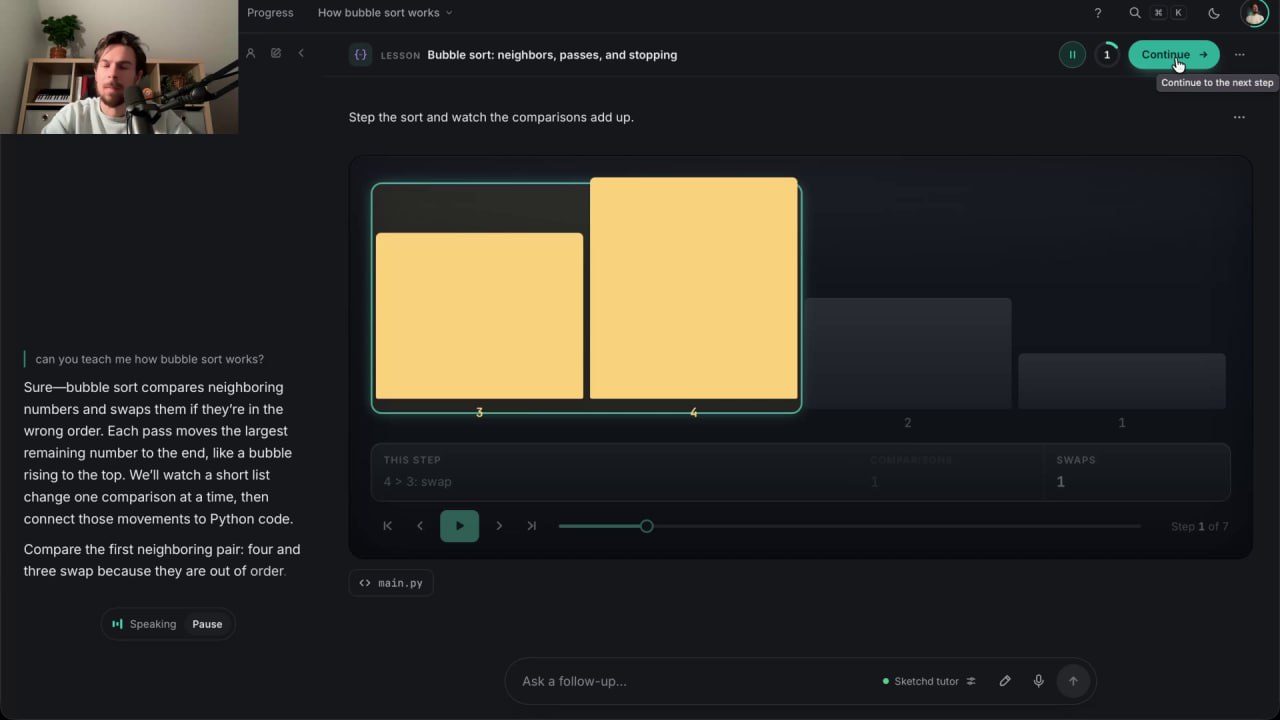 Progress
How bubble sort works
?
⌘ K
LESSON Bubble sort: neighbors, passes, and stopping
1
Continue →
Continue to the next step
Step the sort and watch the comparisons add up.
3
4
2
1
THIS STEP
COMPARISONS
SWAPS
4 > 3: swap
1
1
Step 1 of 7
<> main.py
can you teach me how bubble sort works?
Sure—bubble sort compares neighboring
numbers and swaps them if they’re in the
wrong order. Each pass moves the largest
remaining number to the end, like a bubble
rising to the top. We’ll watch a short list
change one comparison at a time, then
connect those movements to Python code.
Compare the first neighboring pair: four and
three swap because they are out of order.
Speaking Pause
Ask a follow-up...
Sketchd tutor